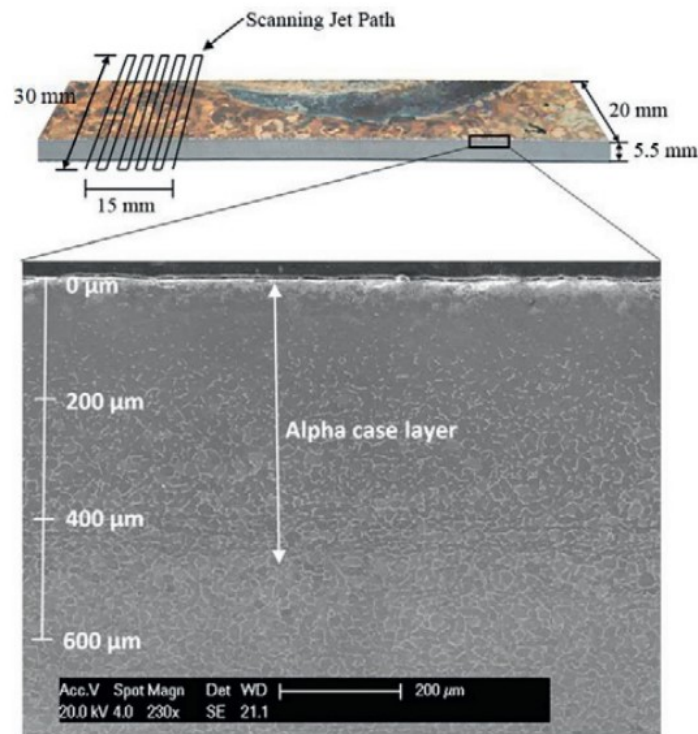 Scanning Jet Path
30 mm
20 mm
5.5 mm
15 mm
0 µm
200 µm
Alpha case layer
400 µm
600 µm
Acc.V Spot Magn Det WD 200 µm
20.0 kV 4.0 230x SE 21.1